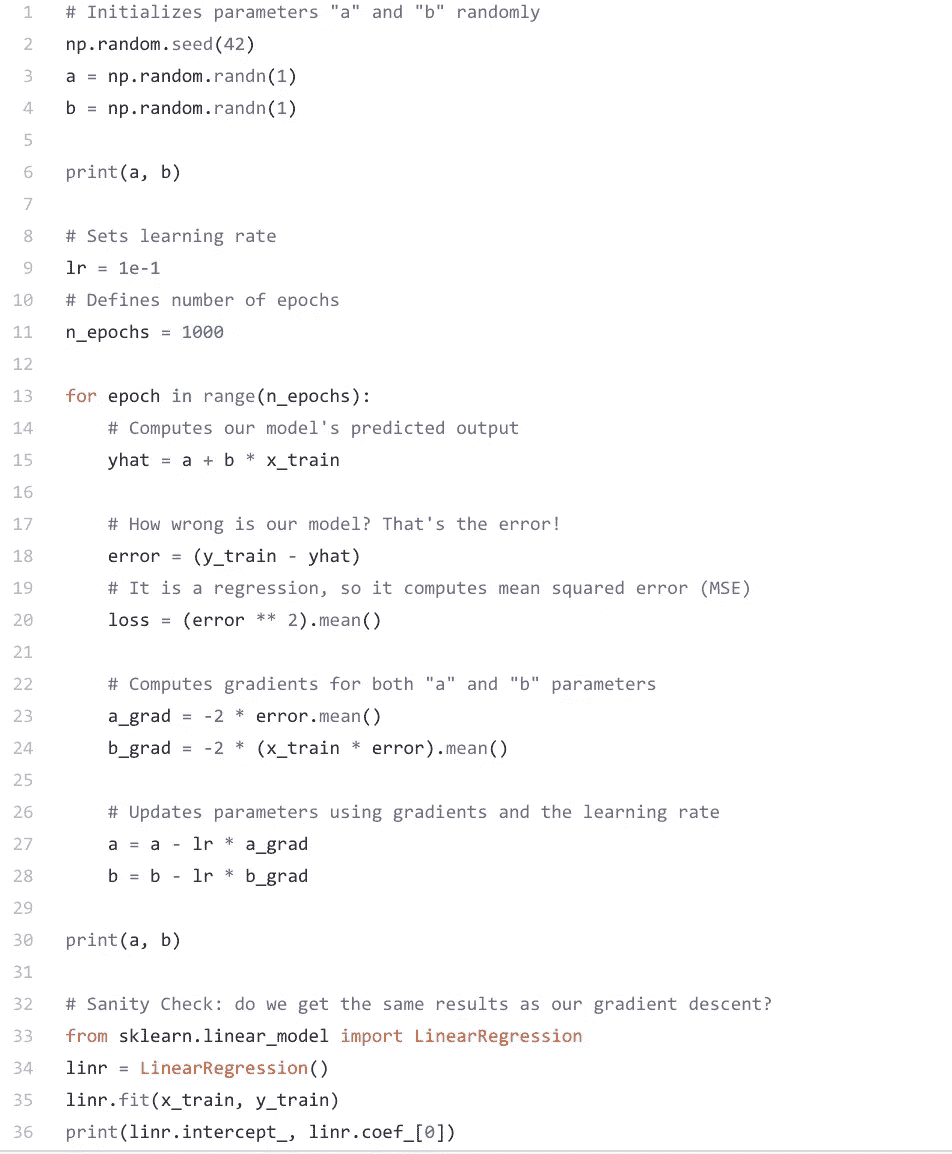 1 # Initializes parameters "a" and "b" randomly
2 np.random.seed(42)
3 a = np.random.randn(1)
4 b = np.random.randn(1)
5
6 print(a, b)
7
8 # Sets learning rate
9 lr = 1e-1
10 # Defines number of epochs
11 n_epochs = 1000
12
13 for epoch in range(n_epochs):
14     # Computes our model's predicted output
15     yhat = a + b * x_train
16
17     # How wrong is our model? That's the error!
18     error = (y_train - yhat)
19     # It is a regression, so it computes mean squared error (MSE)
20     loss = (error ** 2).mean()
21
22     # Computes gradients for both "a" and "b" parameters
23     a_grad = -2 * error.mean()
24     b_grad = -2 * (x_train * error).mean()
25
26     # Updates parameters using gradients and the learning rate
27     a = a - lr * a_grad
28     b = b - lr * b_grad
29
30 print(a, b)
31
32 # Sanity Check: do we get the same results as our gradient descent?
33 from sklearn.linear_model import LinearRegression
34 linr = LinearRegression()
35 linr.fit(x_train, y_train)
36 print(linr.intercept_, linr.coef_[0])